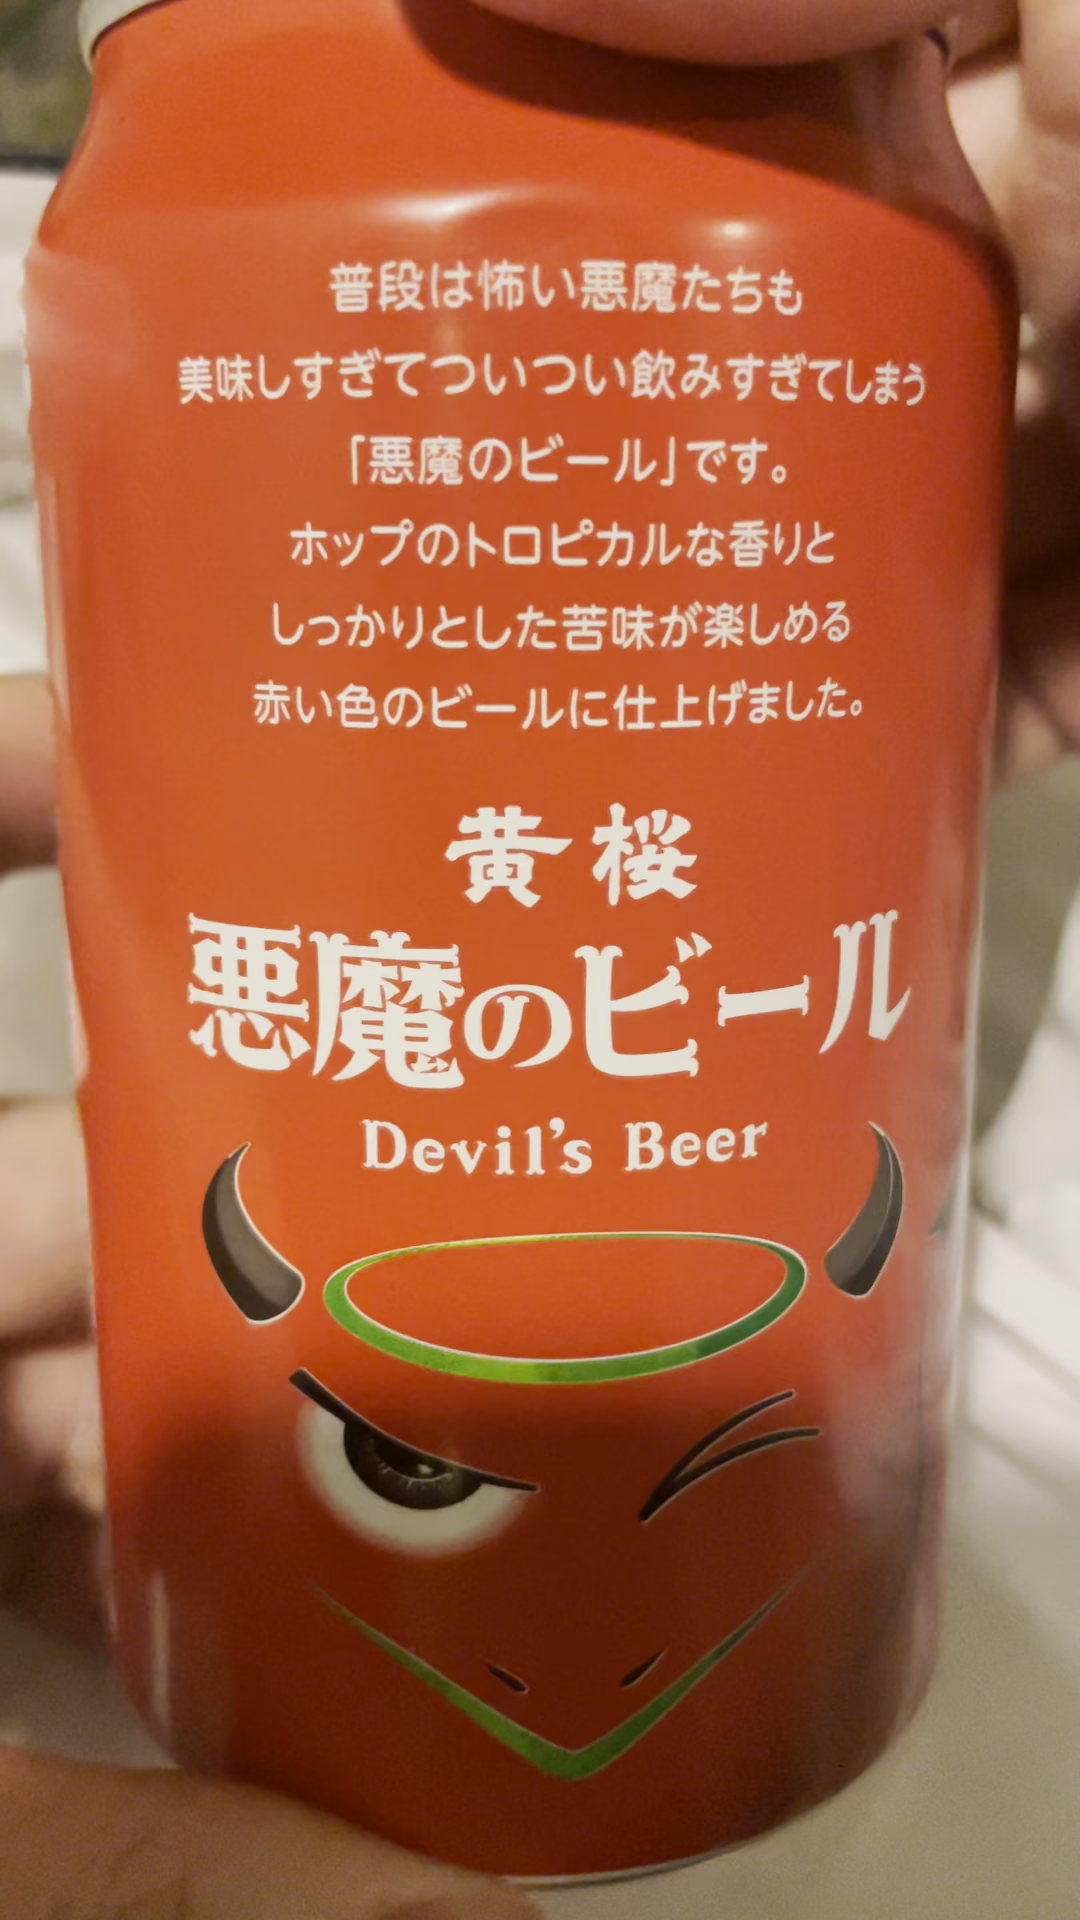 普段は怖い悪魔たちも
美味しすぎてついつい飲みすぎてしまう
「悪魔のビール」です。
ホップのトロピカルな香りと
しっかりとした苦味が楽しめる
赤い色のビールに仕上げました。
黄桜
悪魔のビール
Devil's Beer